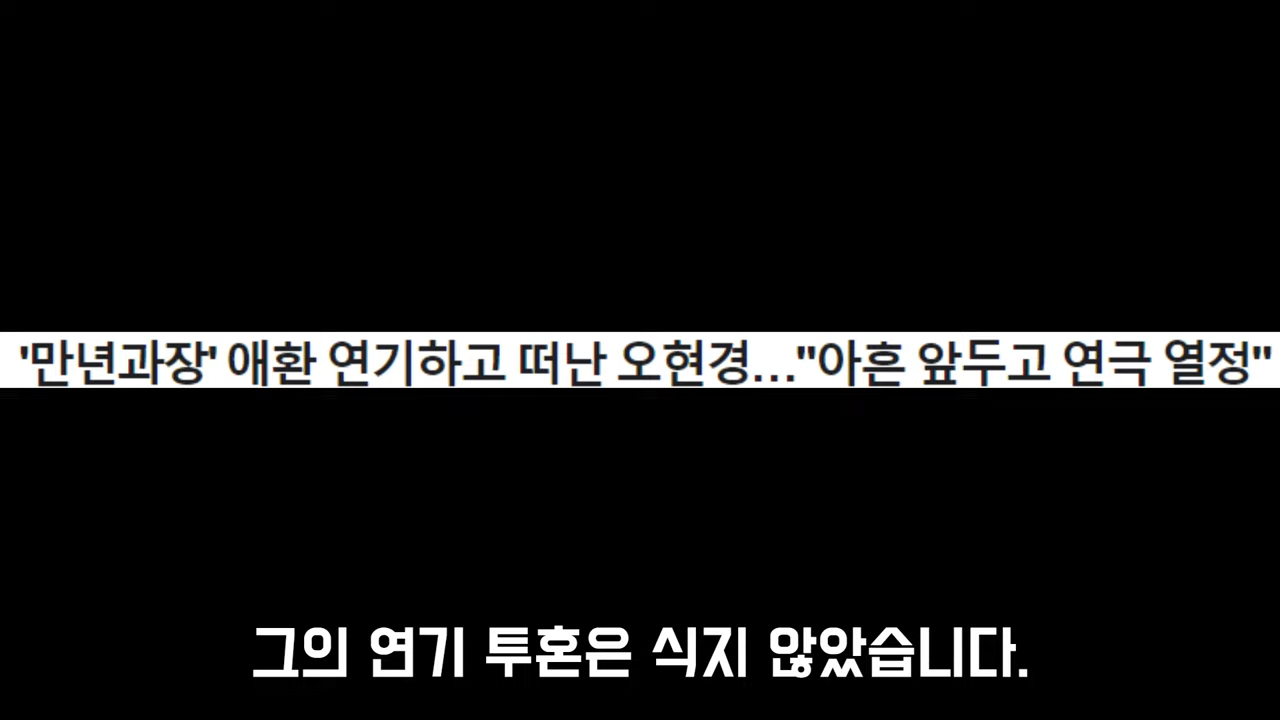 '만년과장' 애환 연기하고 떠난 오현경..."아흔 앞두고 연극 열정"
그의 연기 투혼은 식지 않았습니다.